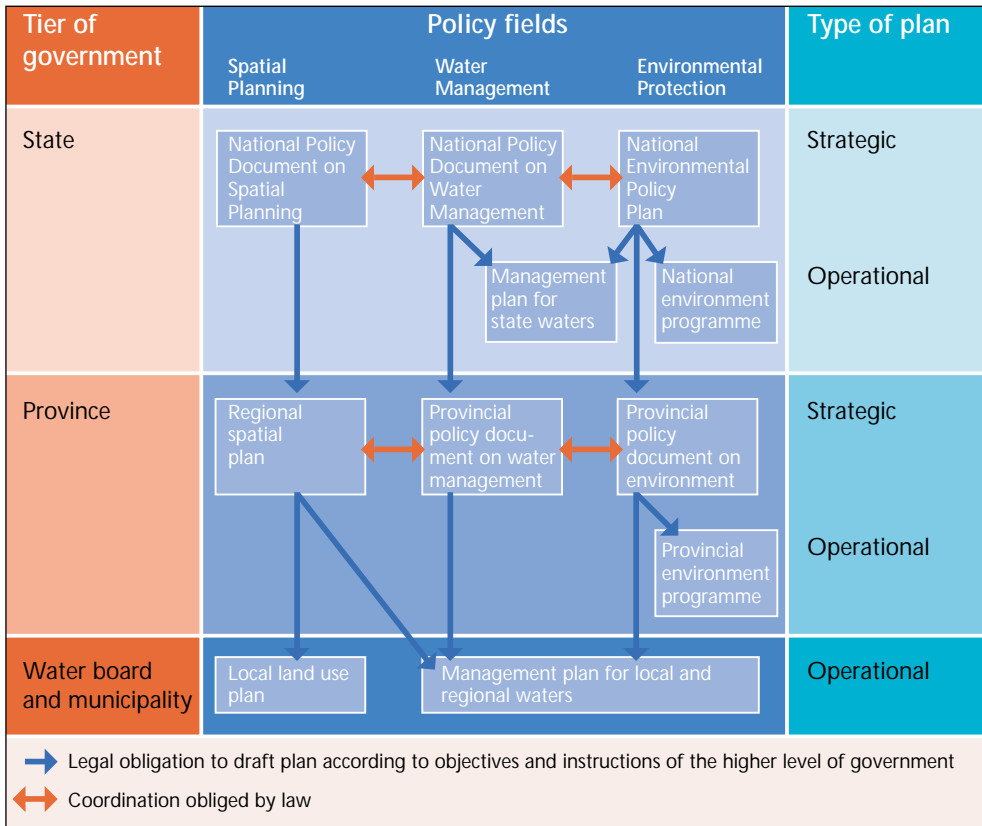 Tier of
government
Policy fields
Type of plan
Spatial
Planning
Water
Management
Environmental
Protection
State
National Policy
Document on
Spatial
Planning
National Policy
Document on
Water
Management
National
Environmental
Policy
Plan
Strategic
Management
plan for
state waters
National
environment
programme
Operational
Province
Regional
spatial
plan
Provincial
policy docu-
ment on water
management
Provincial
policy
document on
environment
Strategic
Provincial
environment
programme
Operational
Water board
and municipality
Local land use
plan
Management plan for local and
regional waters
Operational
Legal obligation to draft plan according to objectives and instructions of the higher level of government
Coordination obliged by law